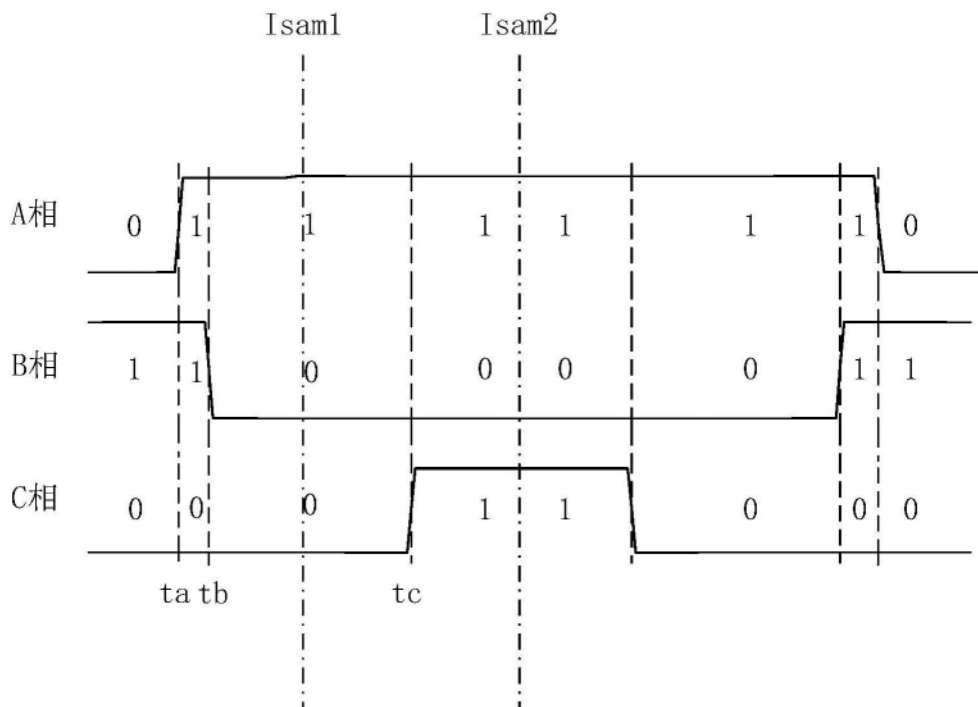 Isam1 Isam2
A相 0 1 1 1 1 1 1 0
B相 1 1 0 0 0 0 1 1
C相 0 0 0 1 1 0 0 0
ta tb tc